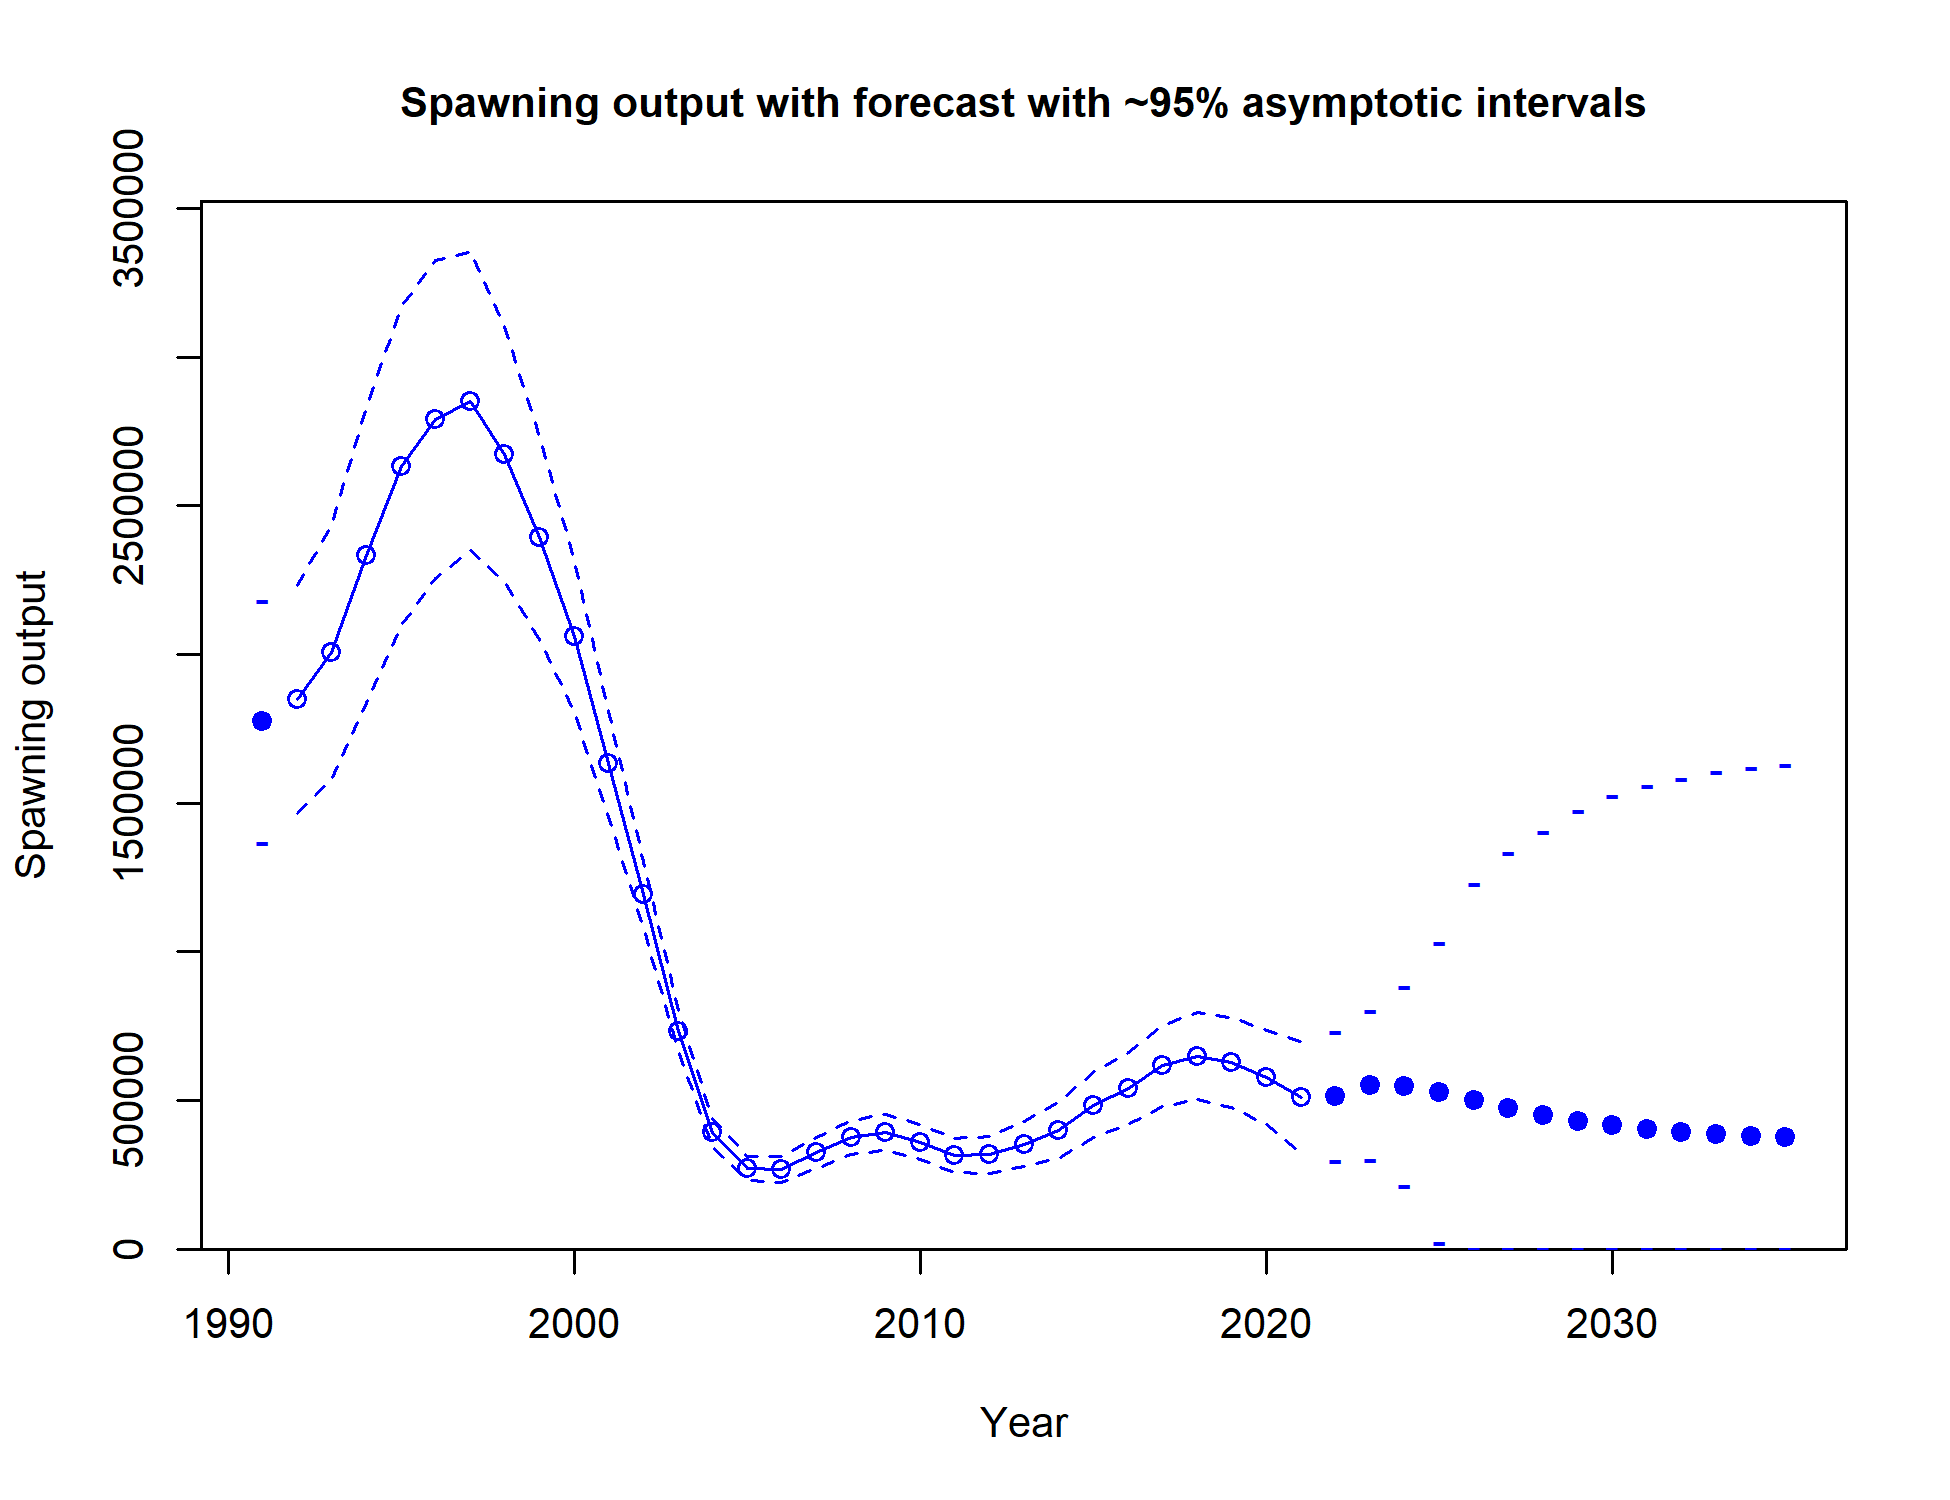 Spawning output with forecast with ~95% asymptotic intervals
Spawning output
3500000
2500000
1500000
500000
0
1990 2000 2010 2020 2030
Year